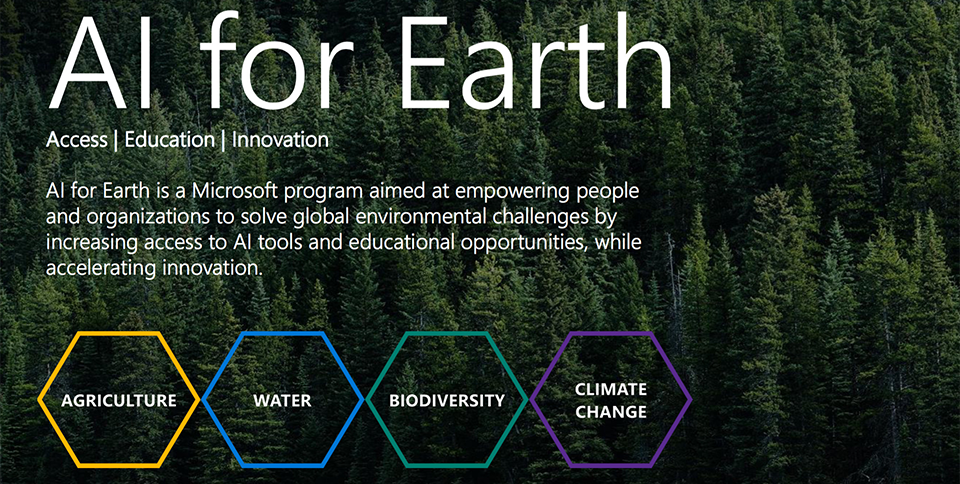 AI for Earth
Access | Education | Innovation
AI for Earth is a Microsoft program aimed at empowering people
and organizations to solve global environmental challenges by
increasing access to AI tools and educational opportunities, while
accelerating innovation.
AGRICULTURE
WATER
BIODIVERSITY
CLIMATE
CHANGE